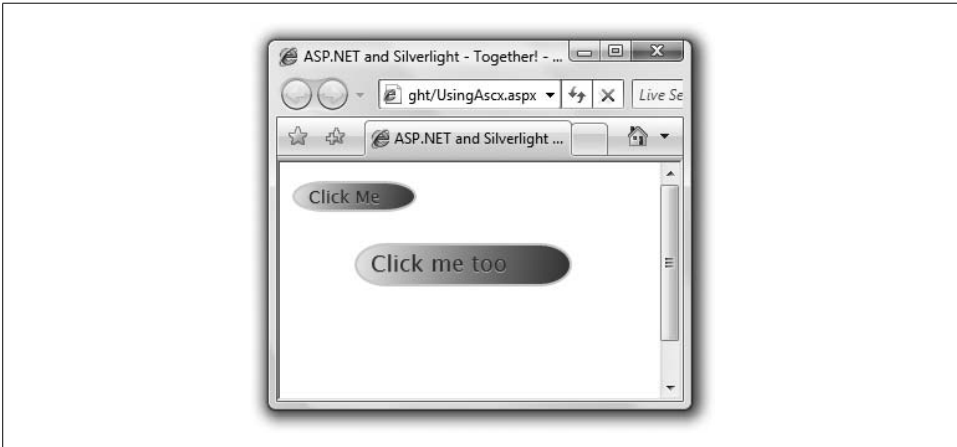 ASP.NET and Silverlight - Together! - ...
ght/UsingAscx.aspx
Live Se
ASP.NET and Silverlight ...
Click Me
Click me too